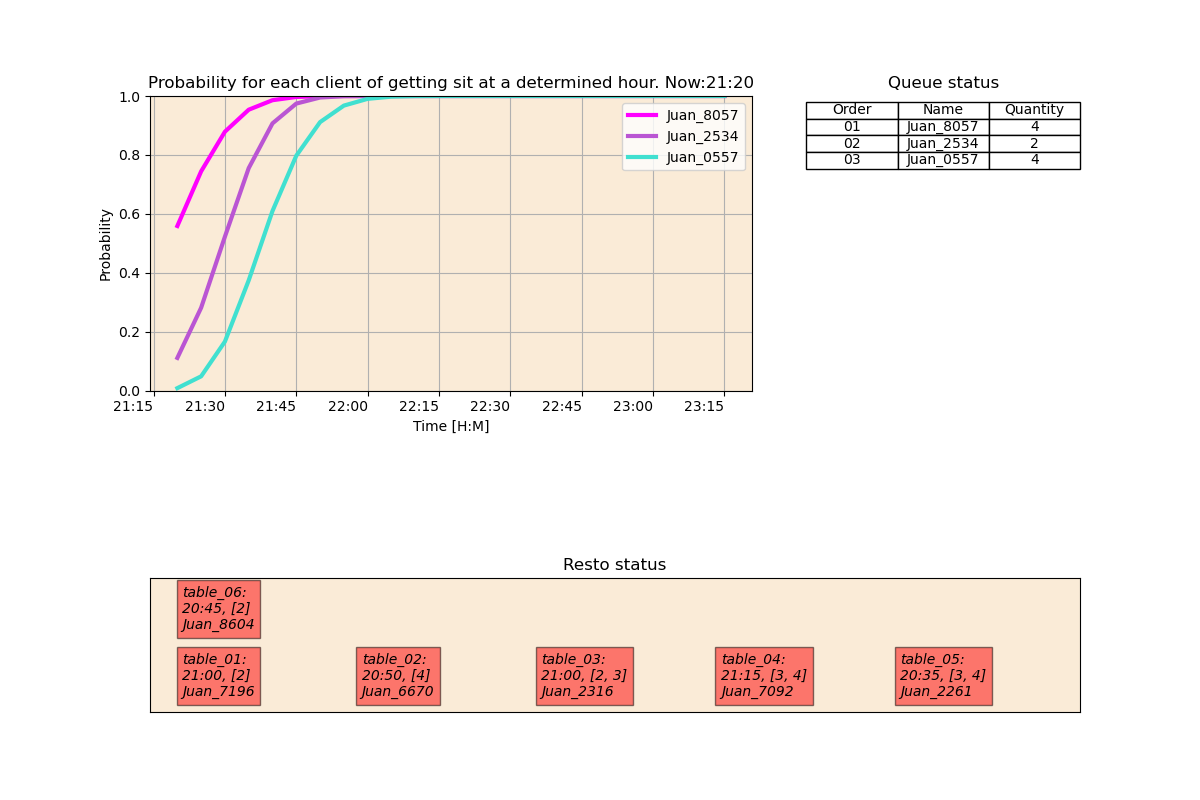 Probability for each client of getting sit at a determined hour. Now:21:20
1.0
0.8
0.6
0.4
0.2
0.0
Probability
Juan_8057
Juan_2534
Juan_0557
21:15 21:30 21:45 22:00 22:15 22:30 22:45 23:00 23:15
Time [H:M]
Queue status
Order Name Quantity
01 Juan_8057 4
02 Juan_2534 2
03 Juan_0557 4
Resto status
table_06:
20:45, [2]
Juan_8604
table_01:
21:00, [2]
Juan_7196
table_02:
20:50, [4]
Juan_6670
table_03:
21:00, [2, 3]
Juan_2316
table_04:
21:15, [3, 4]
Juan_7092
table_05:
20:35, [3, 4]
Juan_2261